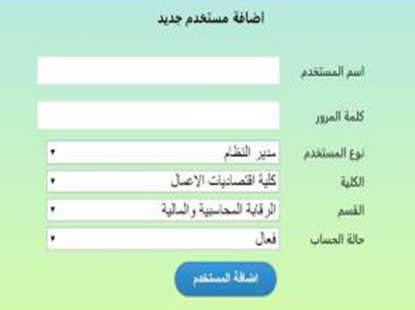 اضافة مستخدم جديد
اسم المستخدم
كلمة المرور
نوع المستخدم مدير النظام
الكلية كلية اقتصاديات الاعمال
القسم الرقابة المحاسبية والمالية
حالة الحساب فعال
اضافة المستخدم